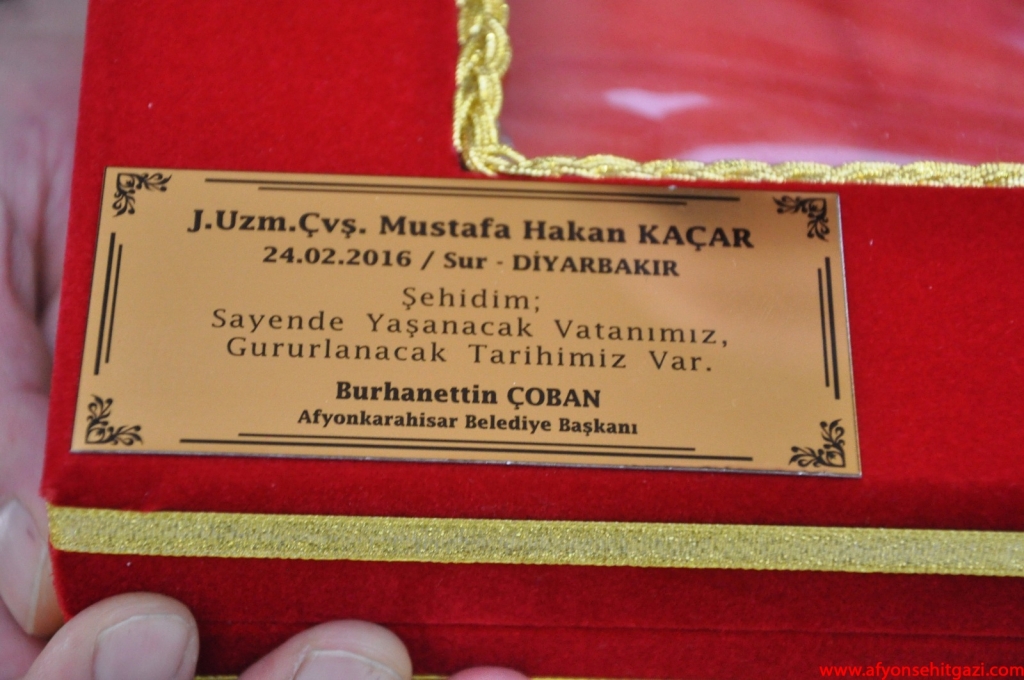 J.Uzm.Çvş. Mustafa Hakan KAÇAR
24.02.2016 / Sur - DİYARBAKIR
Şehidim;
Sayende Yaşanacak Vatanımız,
Gururlanacak Tarihimiz Var.
Burhanettin ÇOBAN
Afyonkarahisar Belediye Başkanı
www.afyonsehitgazi.com